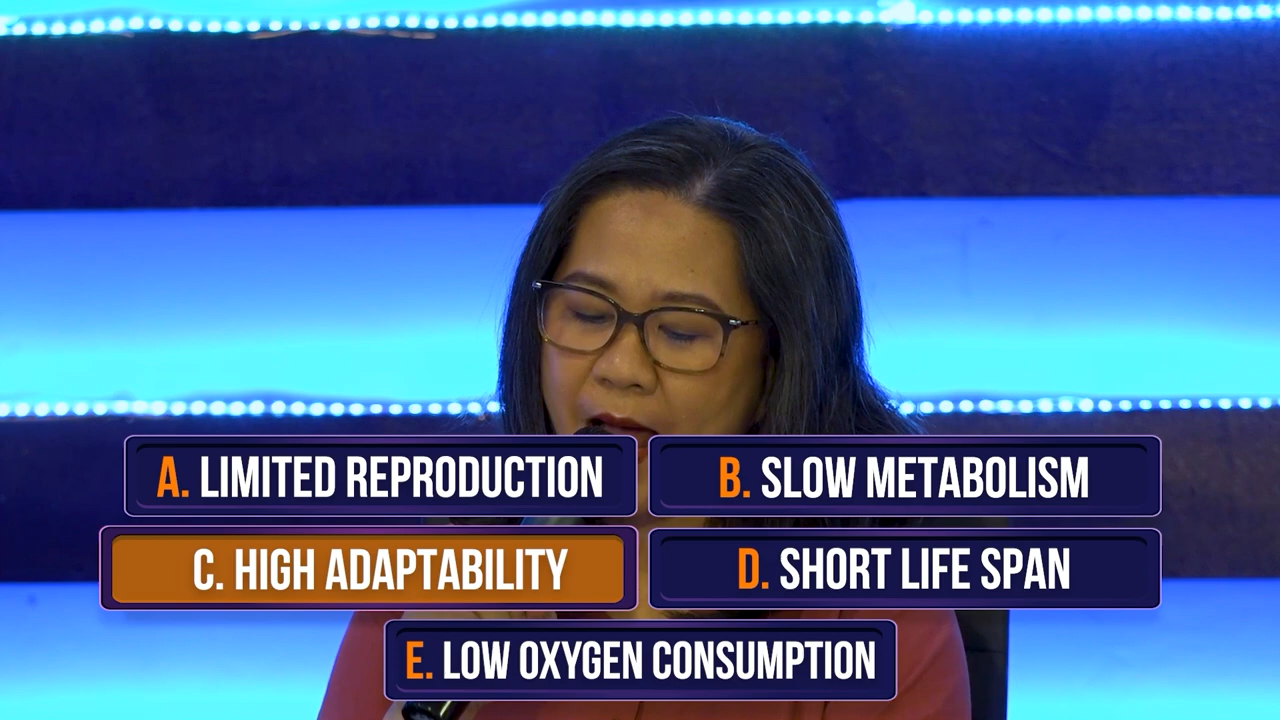 A. LIMITED REPRODUCTION
B. SLOW METABOLISM
C. HIGH ADAPTABILITY
D. SHORT LIFE SPAN
E. LOW OXYGEN CONSUMPTION